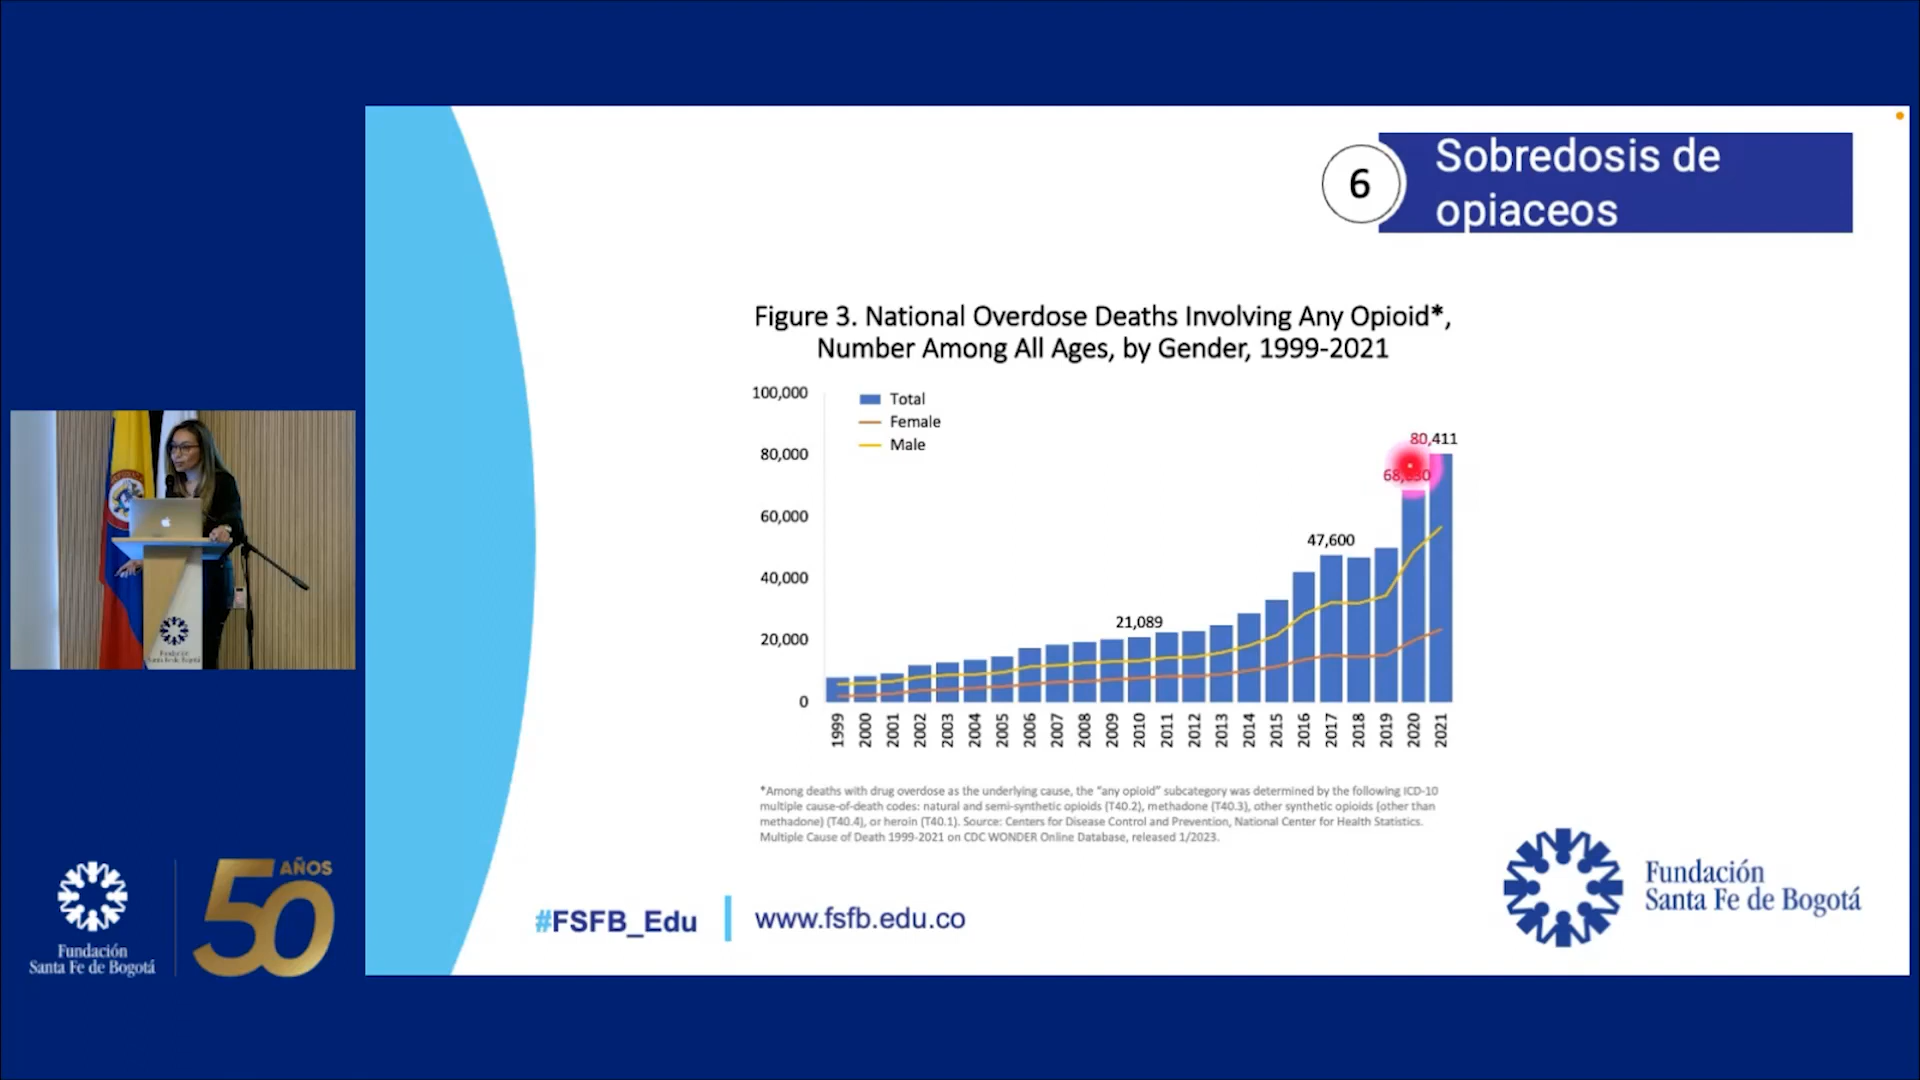 6
Sobredosis de
opiaceos
Figure 3. National Overdose Deaths Involving Any Opioid*,
Number Among All Ages, by Gender, 1999-2021
Total
Female
Male
100,000
80,000
60,000
40,000
20,000
0
21,089
47,600
80,411
1999
2000
2001
2002
2003
2004
2005
2006
2007
2008
2009
2010
2011
2012
2013
2014
2015
2016
2017
2018
2019
2020
2021
*Among deaths with drug overdose as the underlying cause, the “any opioid” subcategory was determined by the following ICD-10
multiple cause-of-death codes: natural and semi-synthetic opioids (T40.2), methadone (T40.3), other synthetic opioids (other than
methadone) (T40.4), or heroin (T40.1). Source: Centers for Disease Control and Prevention, National Center for Health Statistics.
Multiple Cause of Death 1999-2021 on CDC WONDER Online Database, released 1/2023.
#FSFB_Edu
www.fsfb.edu.co
Fundación
Santa Fe de Bogotá
Fundación
Santa Fe de Bogotá
50 AÑOS
Fundación
Santa Fe de Bogotá